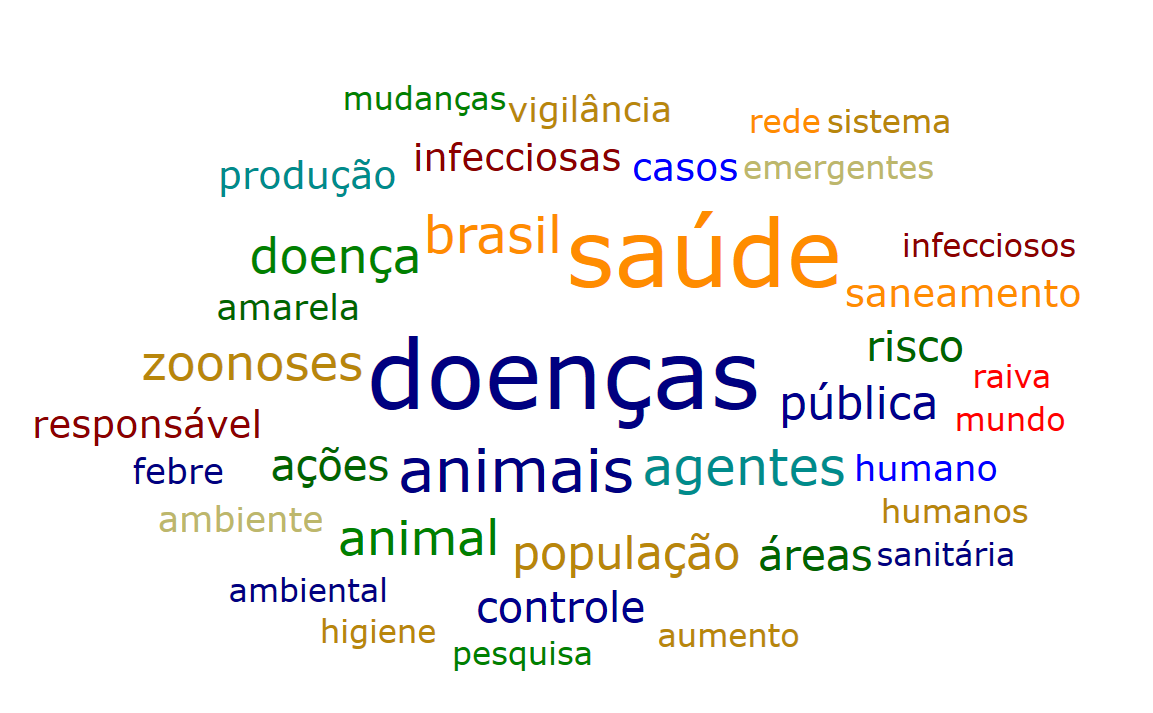 mudanças vigilância rede sistema
produção infecciosas casos emergentes
doença brasil saúde infecciosos
amarela saneamento
zoonoses doenças risco raiva
responsável pública mundo
febre ações animais agentes humano
ambiente animal população áreas humanos
sanitária
ambiental controle
higiene pesquisa aumento